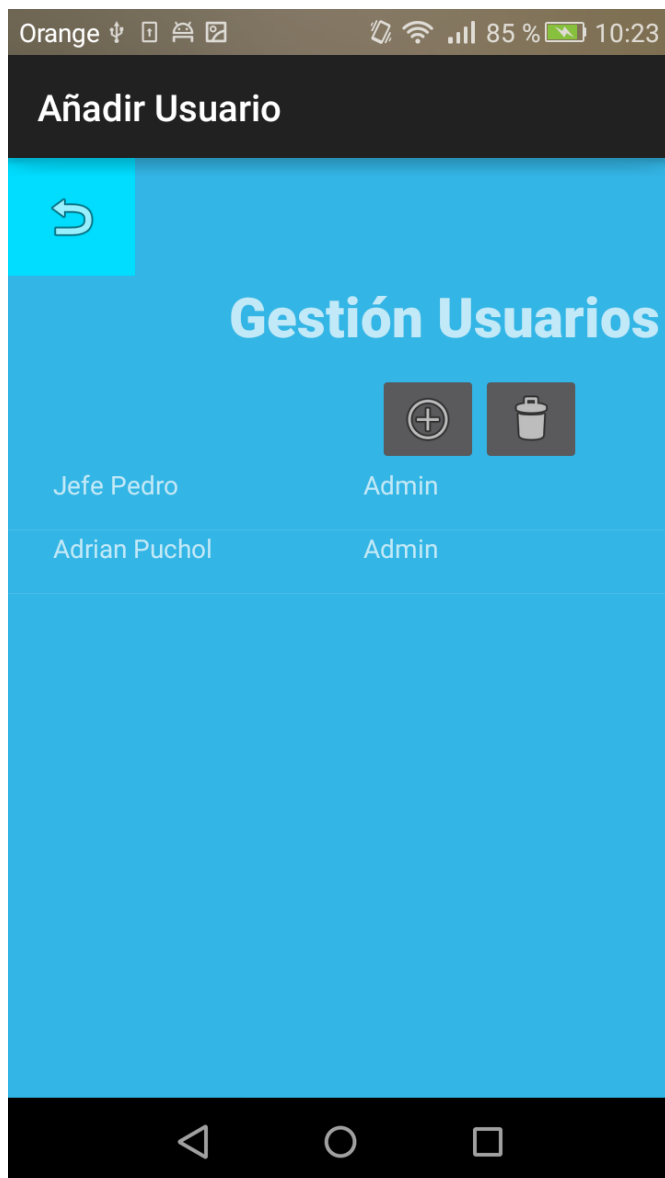 Orange 85 % 10:23
Añadir Usuario
Gestión Usuarios
Jefe Pedro Admin
Adrian Puchol Admin